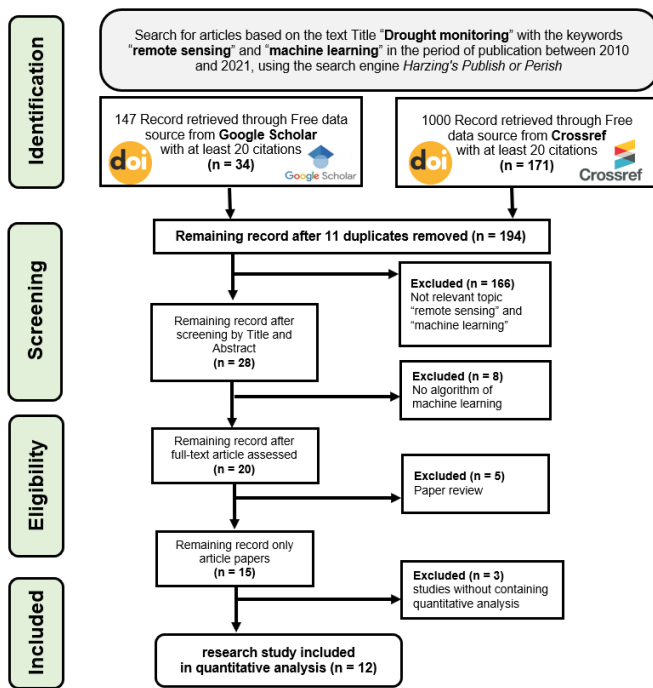 Identification
Search for articles based on the text Title “Drought monitoring” with the keywords
“remote sensing” and “machine learning” in the period of publication between 2010
and 2021, using the search engine Harzing's Publish or Perish
147 Record retrieved through Free data
source from Google Scholar
with at least 20 citations
(n = 34)
doi
Google Scholar
1000 Record retrieved through Free
data source from Crossref
with at least 20 citations
(n = 171)
doi
Crossref
Remaining record after 11 duplicates removed (n = 194)
Screening
Excluded (n = 166)
Not relevant topic
“remote sensing” and
“machine learning”
Remaining record after
screening by Title and
Abstract
(n = 28)
Excluded (n = 8)
No algorithm of
machine learning
Eligibility
Remaining record after
full-text article assessed
(n = 20)
Excluded (n = 5)
Paper review
Remaining record only
article papers
(n = 15)
Included
Excluded (n = 3)
studies without containing
quantitative analysis
research study included
in quantitative analysis (n = 12)